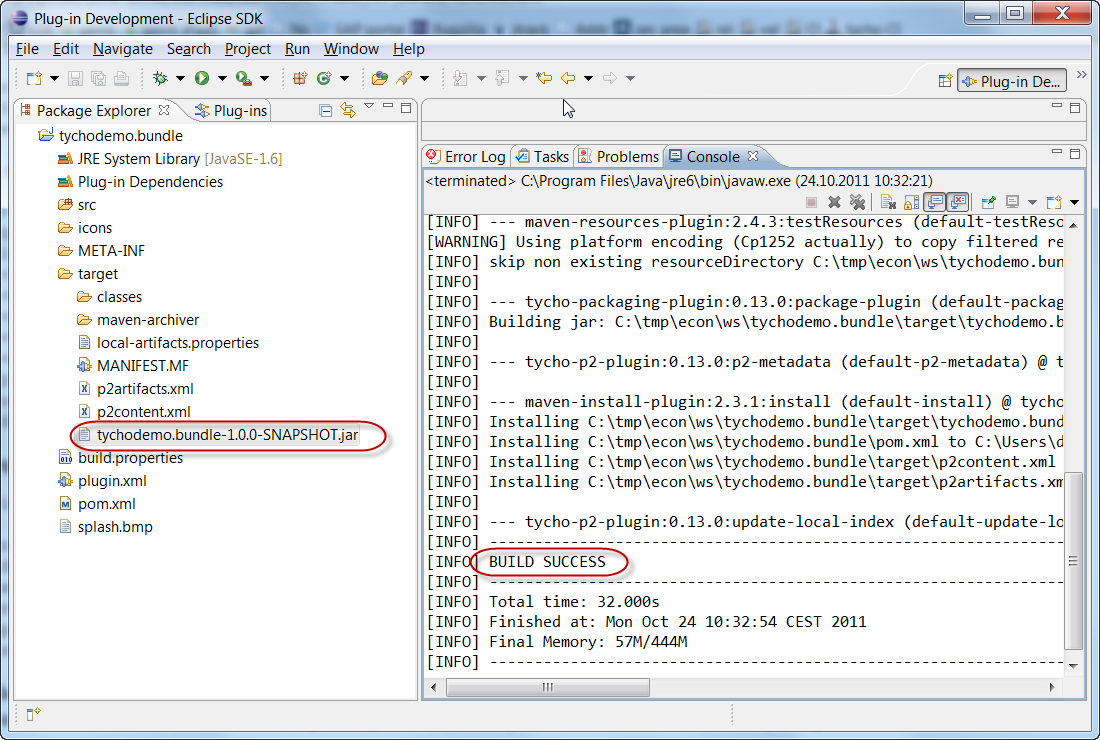 Plug-in Development - Eclipse SDK
File Edit Navigate Search Project Run Window Help
Plug-in De...
Package Explorer Plug-ins
tychodemo.bundle
JRE System Library [JavaSE-1.6]
Plug-in Dependencies
src
icons
META-INF
target
classes
maven-archiver
local-artifacts.properties
MANIFEST.MF
p2artifacts.xml
p2content.xml
tychodemo.bundle-1.0.0-SNAPSHOT.jar
build.properties
plugin.xml
pom.xml
splash.bmp
Error Log Tasks Problems Console
<terminated> C:\Program Files\Java\jre6\bin\javaw.exe (24.10.2011 10:32:21)
[INFO] --- maven-resources-plugin:2.4.3:testResources (default-testReso
[WARNING] Using platform encoding (Cp1252 actually) to copy filtered re
[INFO] skip non existing resourceDirectory C:\tmp\econ\ws\tychodemo.bun
[INFO]
[INFO] --- tycho-packaging-plugin:0.13.0:package-plugin (default-packag
[INFO] Building jar: C:\tmp\econ\ws\tychodemo.bundle\target\tychodemo.b
[INFO]
[INFO] --- tycho-p2-plugin:0.13.0:p2-metadata (default-p2-metadata) @ t
[INFO]
[INFO] --- maven-install-plugin:2.3.1:install (default-install) @ tycho
[INFO] Installing C:\tmp\econ\ws\tychodemo.bundle\target\tychodemo.bund
[INFO] Installing C:\tmp\econ\ws\tychodemo.bundle\pom.xml to C:\Users\d
[INFO] Installing C:\tmp\econ\ws\tychodemo.bundle\target\p2content.xml
[INFO] Installing C:\tmp\econ\ws\tychodemo.bundle\target\p2artifacts.xm
[INFO]
[INFO] --- tycho-p2-plugin:0.13.0:update-local-index (default-update-lo
[INFO] ------------------------------------------------------------------------
[INFO] BUILD SUCCESS
[INFO] ------------------------------------------------------------------------
[INFO] Total time: 32.000s
[INFO] Finished at: Mon Oct 24 10:32:54 CEST 2011
[INFO] Final Memory: 57M/444M
[INFO] ------------------------------------------------------------------------